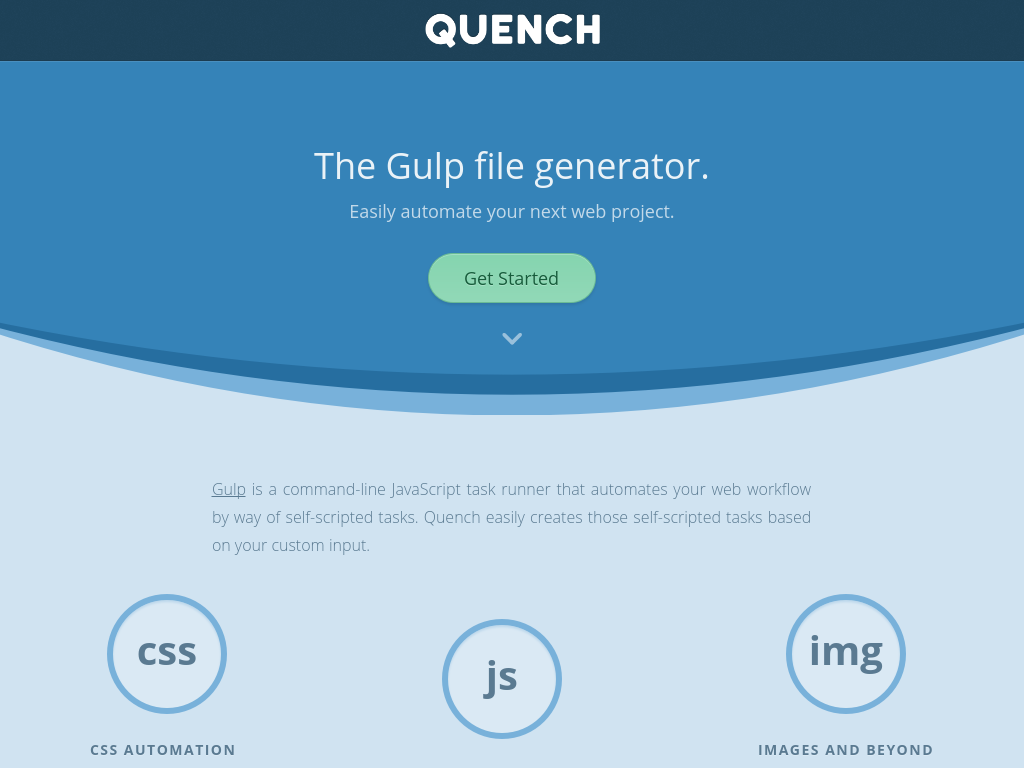 QUENCH
The Gulp file generator.
Easily automate your next web project.
Get Started
Gulp is a command-line JavaScript task runner that automates your web workflow
by way of self-scripted tasks. Quench easily creates those self-scripted tasks based
on your custom input.
css
js
img
CSS AUTOMATION
IMAGES AND BEYOND